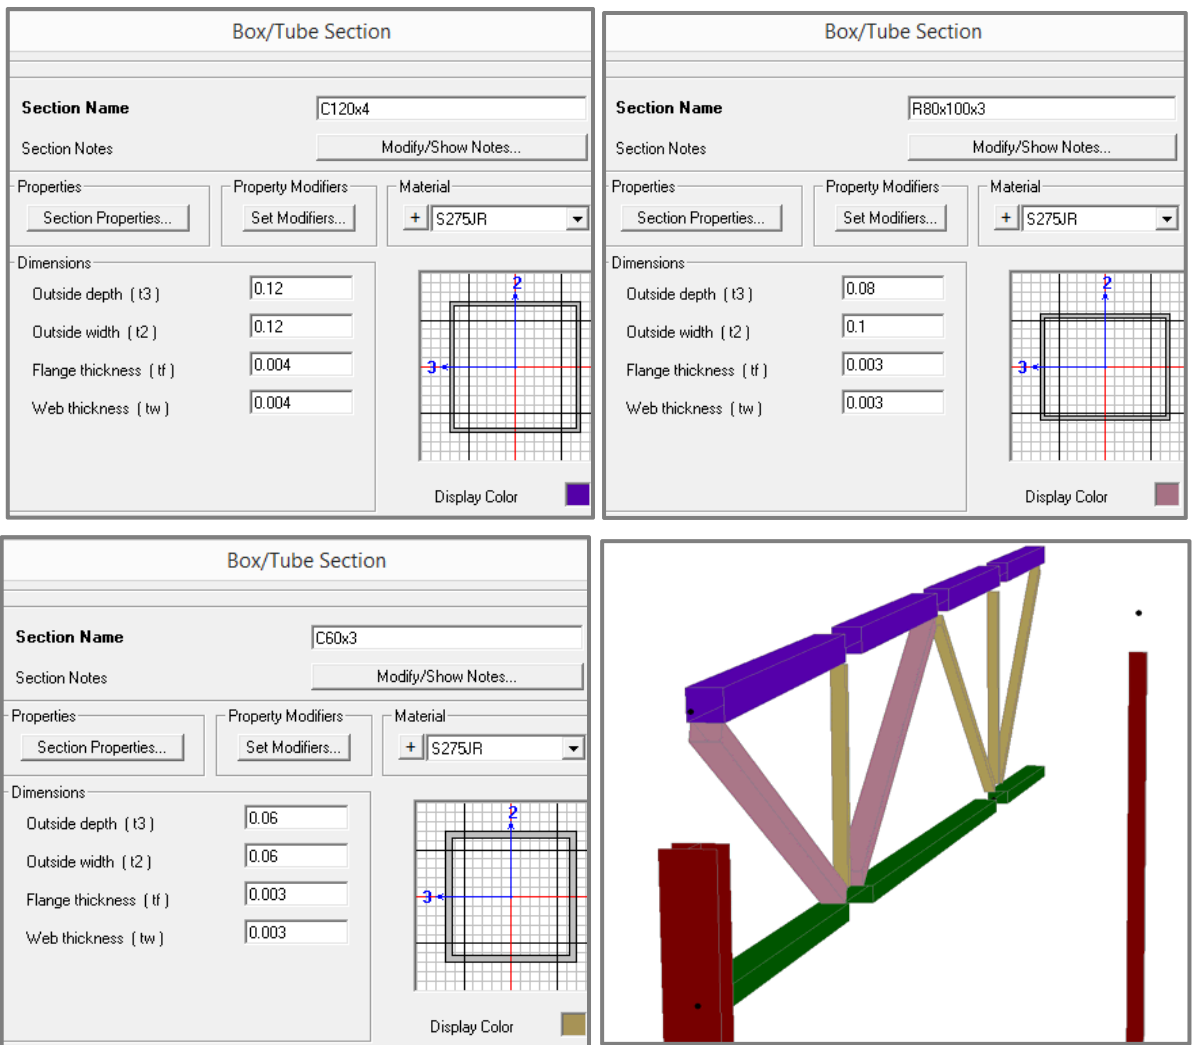 Box/Tube Section
Section Name C120x4
Section Notes Modify/Show Notes...
Properties Property Modifiers Material
Section Properties... Set Modifiers... + S275JR
Dimensions
Outside depth ( t3 ) 0.12
Outside width ( t2 ) 0.12
Flange thickness ( tf ) 0.004
Web thickness ( tw ) 0.004
2
3
Display Color
Box/Tube Section
Section Name R80x100x3
Section Notes Modify/Show Notes...
Properties Property Modifiers Material
Section Properties... Set Modifiers... + S275JR
Dimensions
Outside depth ( t3 ) 0.08
Outside width ( t2 ) 0.1
Flange thickness ( tf ) 0.003
Web thickness ( tw ) 0.003
2
3
Display Color
Box/Tube Section
Section Name C60x3
Section Notes Modify/Show Notes...
Properties Property Modifiers Material
Section Properties... Set Modifiers... + S275JR
Dimensions
Outside depth ( t3 ) 0.06
Outside width ( t2 ) 0.06
Flange thickness ( tf ) 0.003
Web thickness ( tw ) 0.003
2
3
Display Color